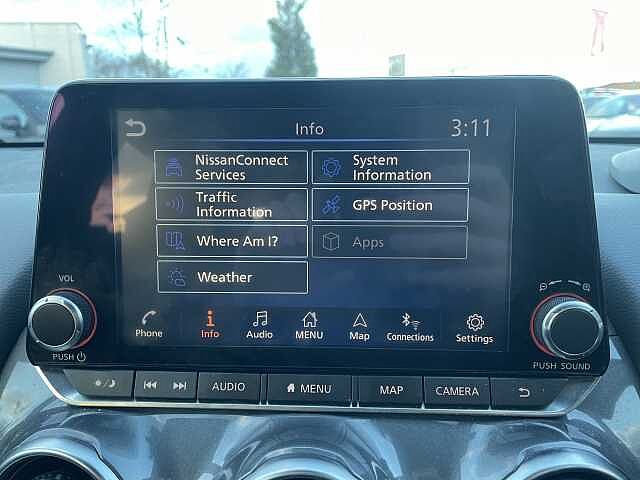 Info
3:11
NissanConnect
Services
System
Information
Traffic
Information
GPS Position
Where Am I?
Apps
Weather
VOL
PUSH
Phone
Info
Audio
MENU
Map
Connections
Settings
PUSH SOUND
AUDIO
MENU
MAP
CAMERA